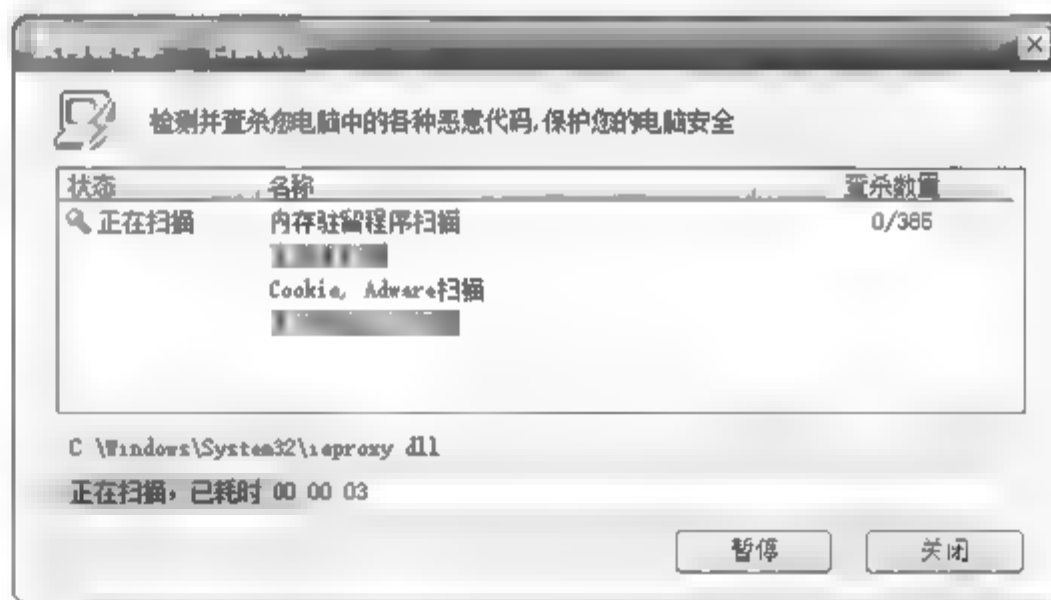 检测并查杀您电脑中的各种恶意代码,保护您的电脑安全
状态 名称 查杀数量
正在扫描 内存驻留程序扫描 0/385
Cookie, Adware扫描
C \Windows\System32\ieproxy dll
正在扫描，已耗时 00 00 03
暂停 关闭